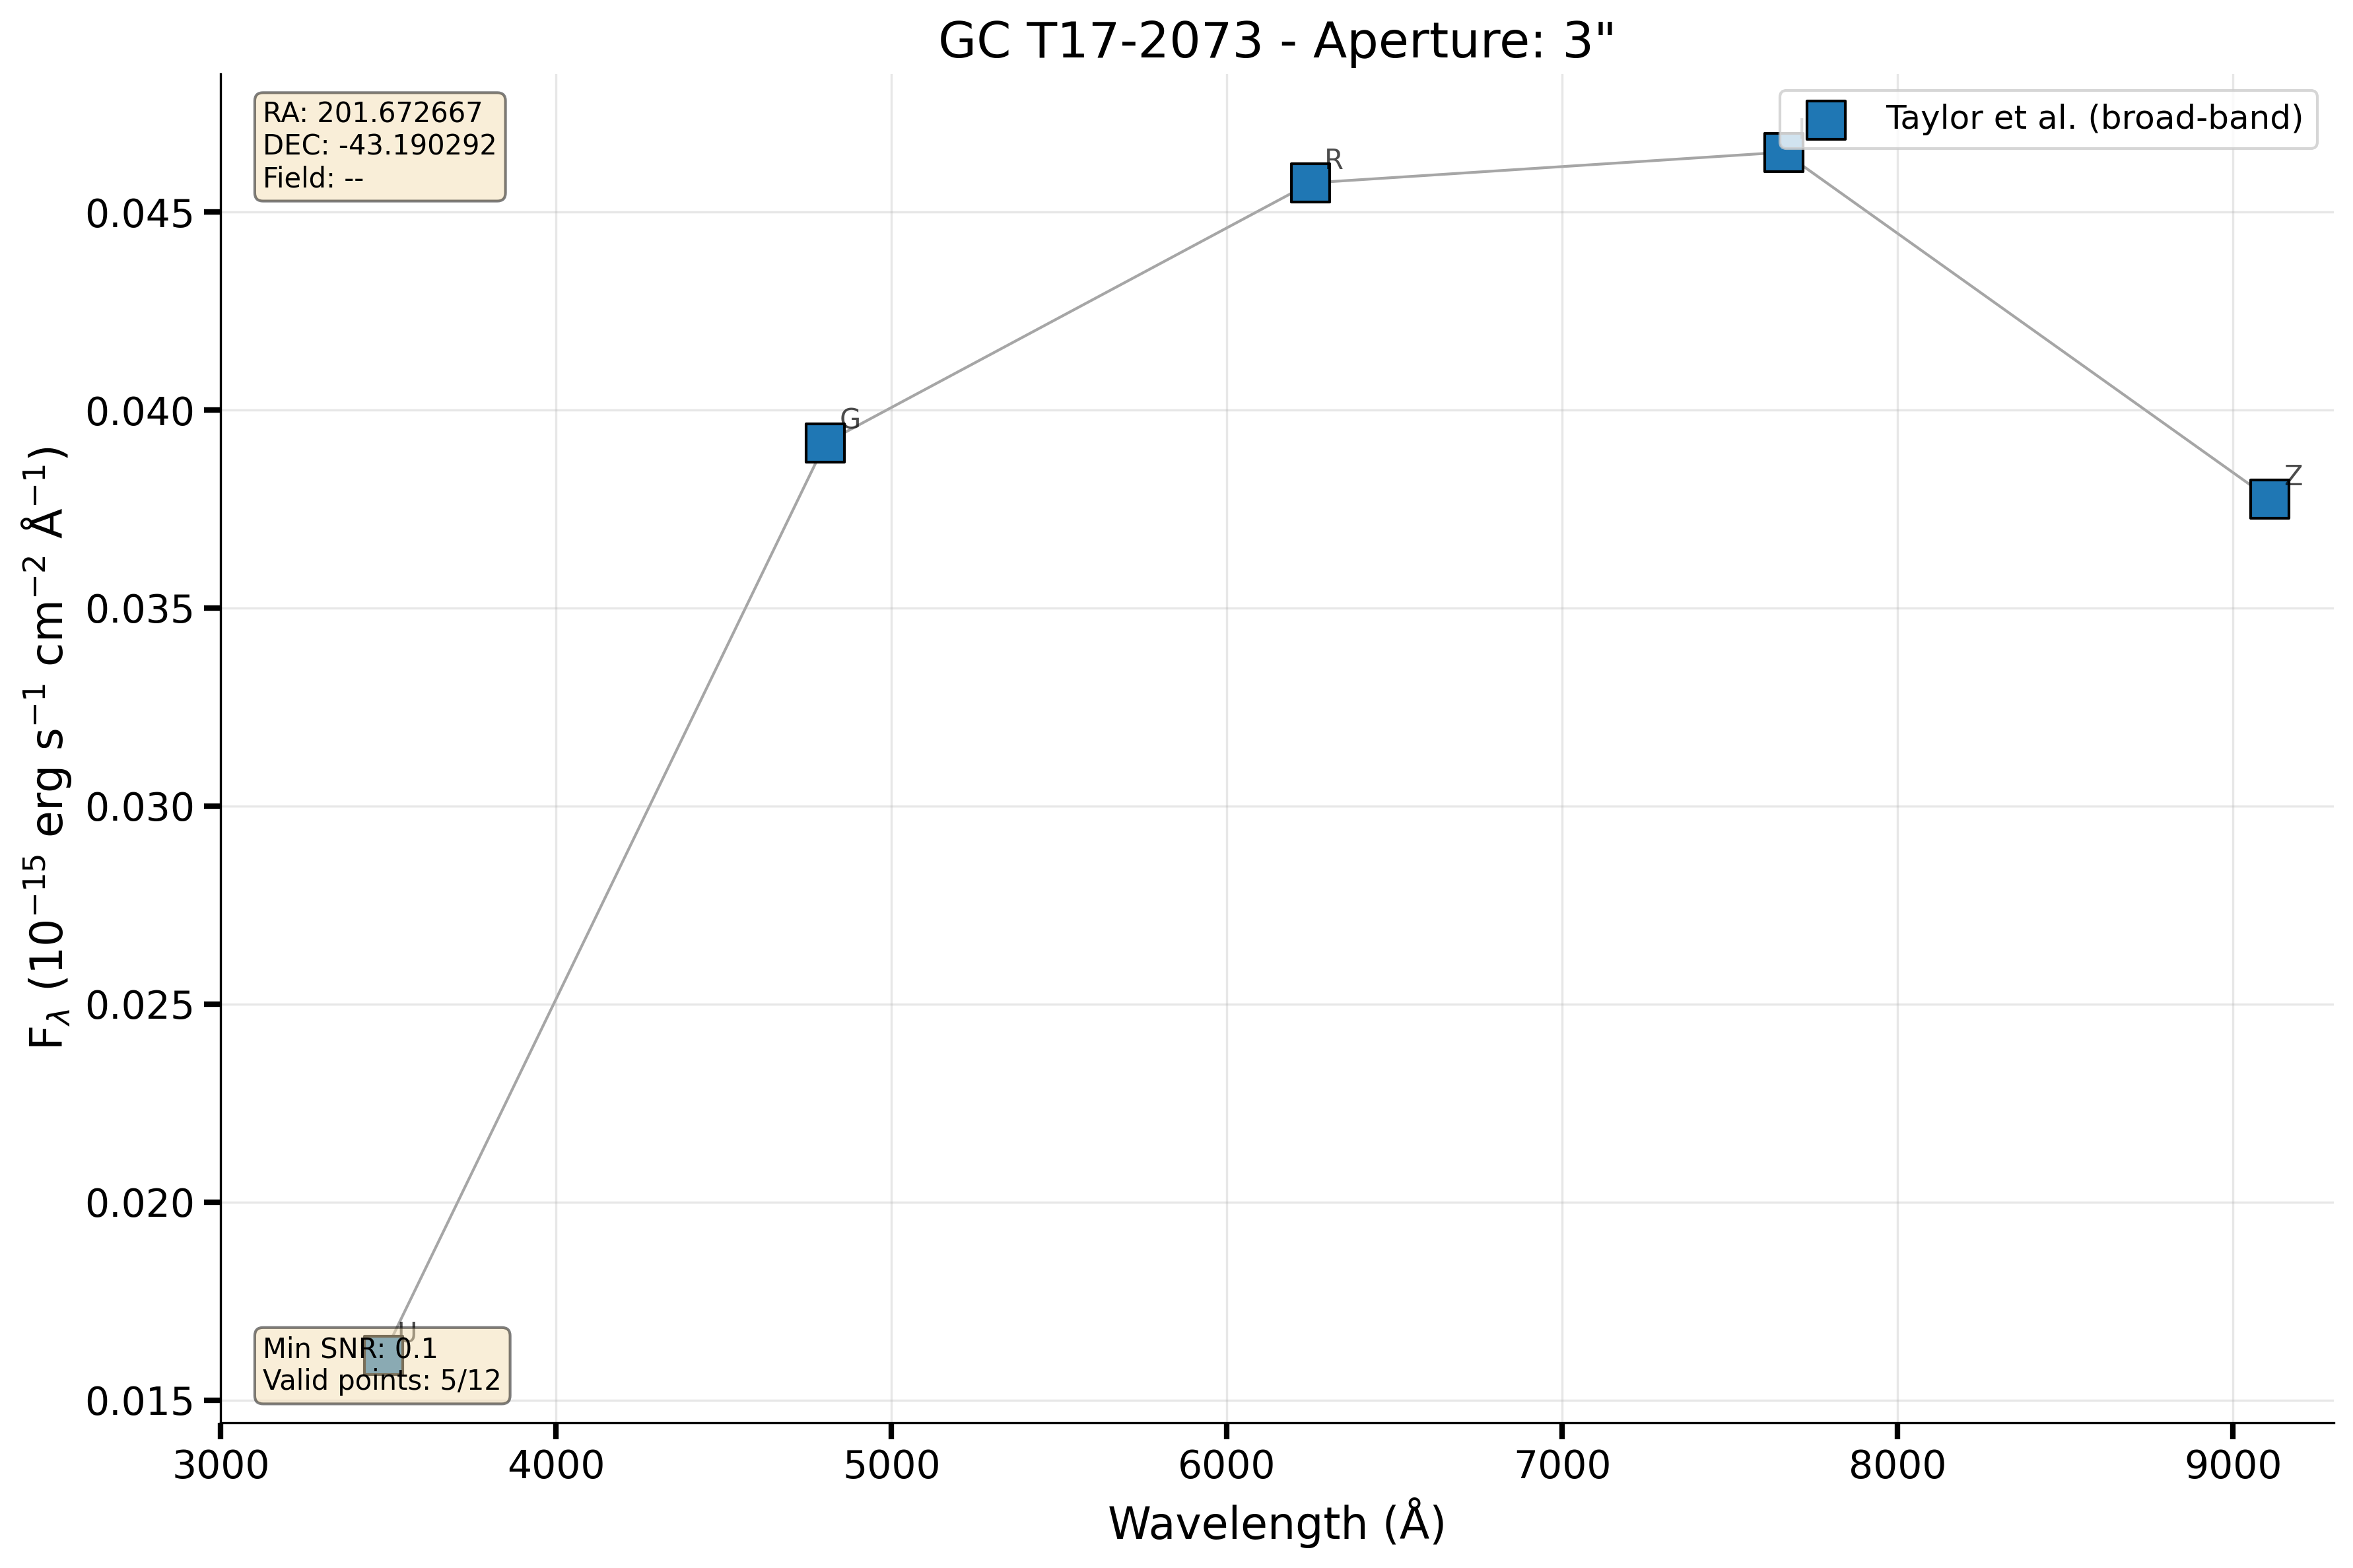 GC T17-2073 - Aperture: 3"
RA: 201.672667
DEC: -43.190292
Field: --
Taylor et al. (broad-band)
R
G
Z
U
Min SNR: 0.1
Valid points: 5/12
F_λ (10⁻¹⁵ erg s⁻¹ cm⁻² Å⁻¹)
0.045
0.040
0.035
0.030
0.025
0.020
0.015
3000
4000
5000
6000
7000
8000
9000
Wavelength (Å)